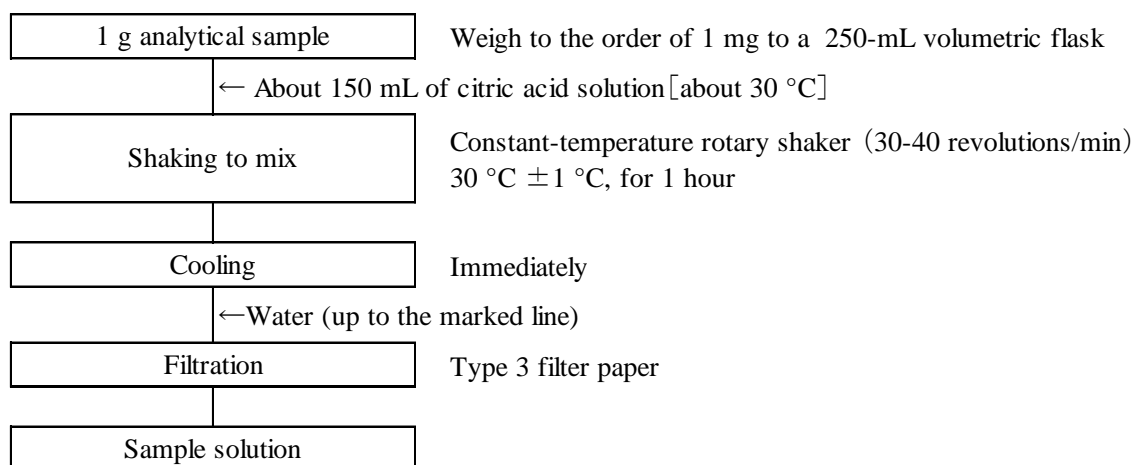 1 g analytical sample
Weigh to the order of 1 mg to a 250-mL volumetric flask
← About 150 mL of citric acid solution［about 30 °C］
Shaking to mix
Constant-temperature rotary shaker（30-40 revolutions/min）
30 °C ±1 °C, for 1 hour
Cooling
Immediately
←Water (up to the marked line)
Filtration
Type 3 filter paper
Sample solution